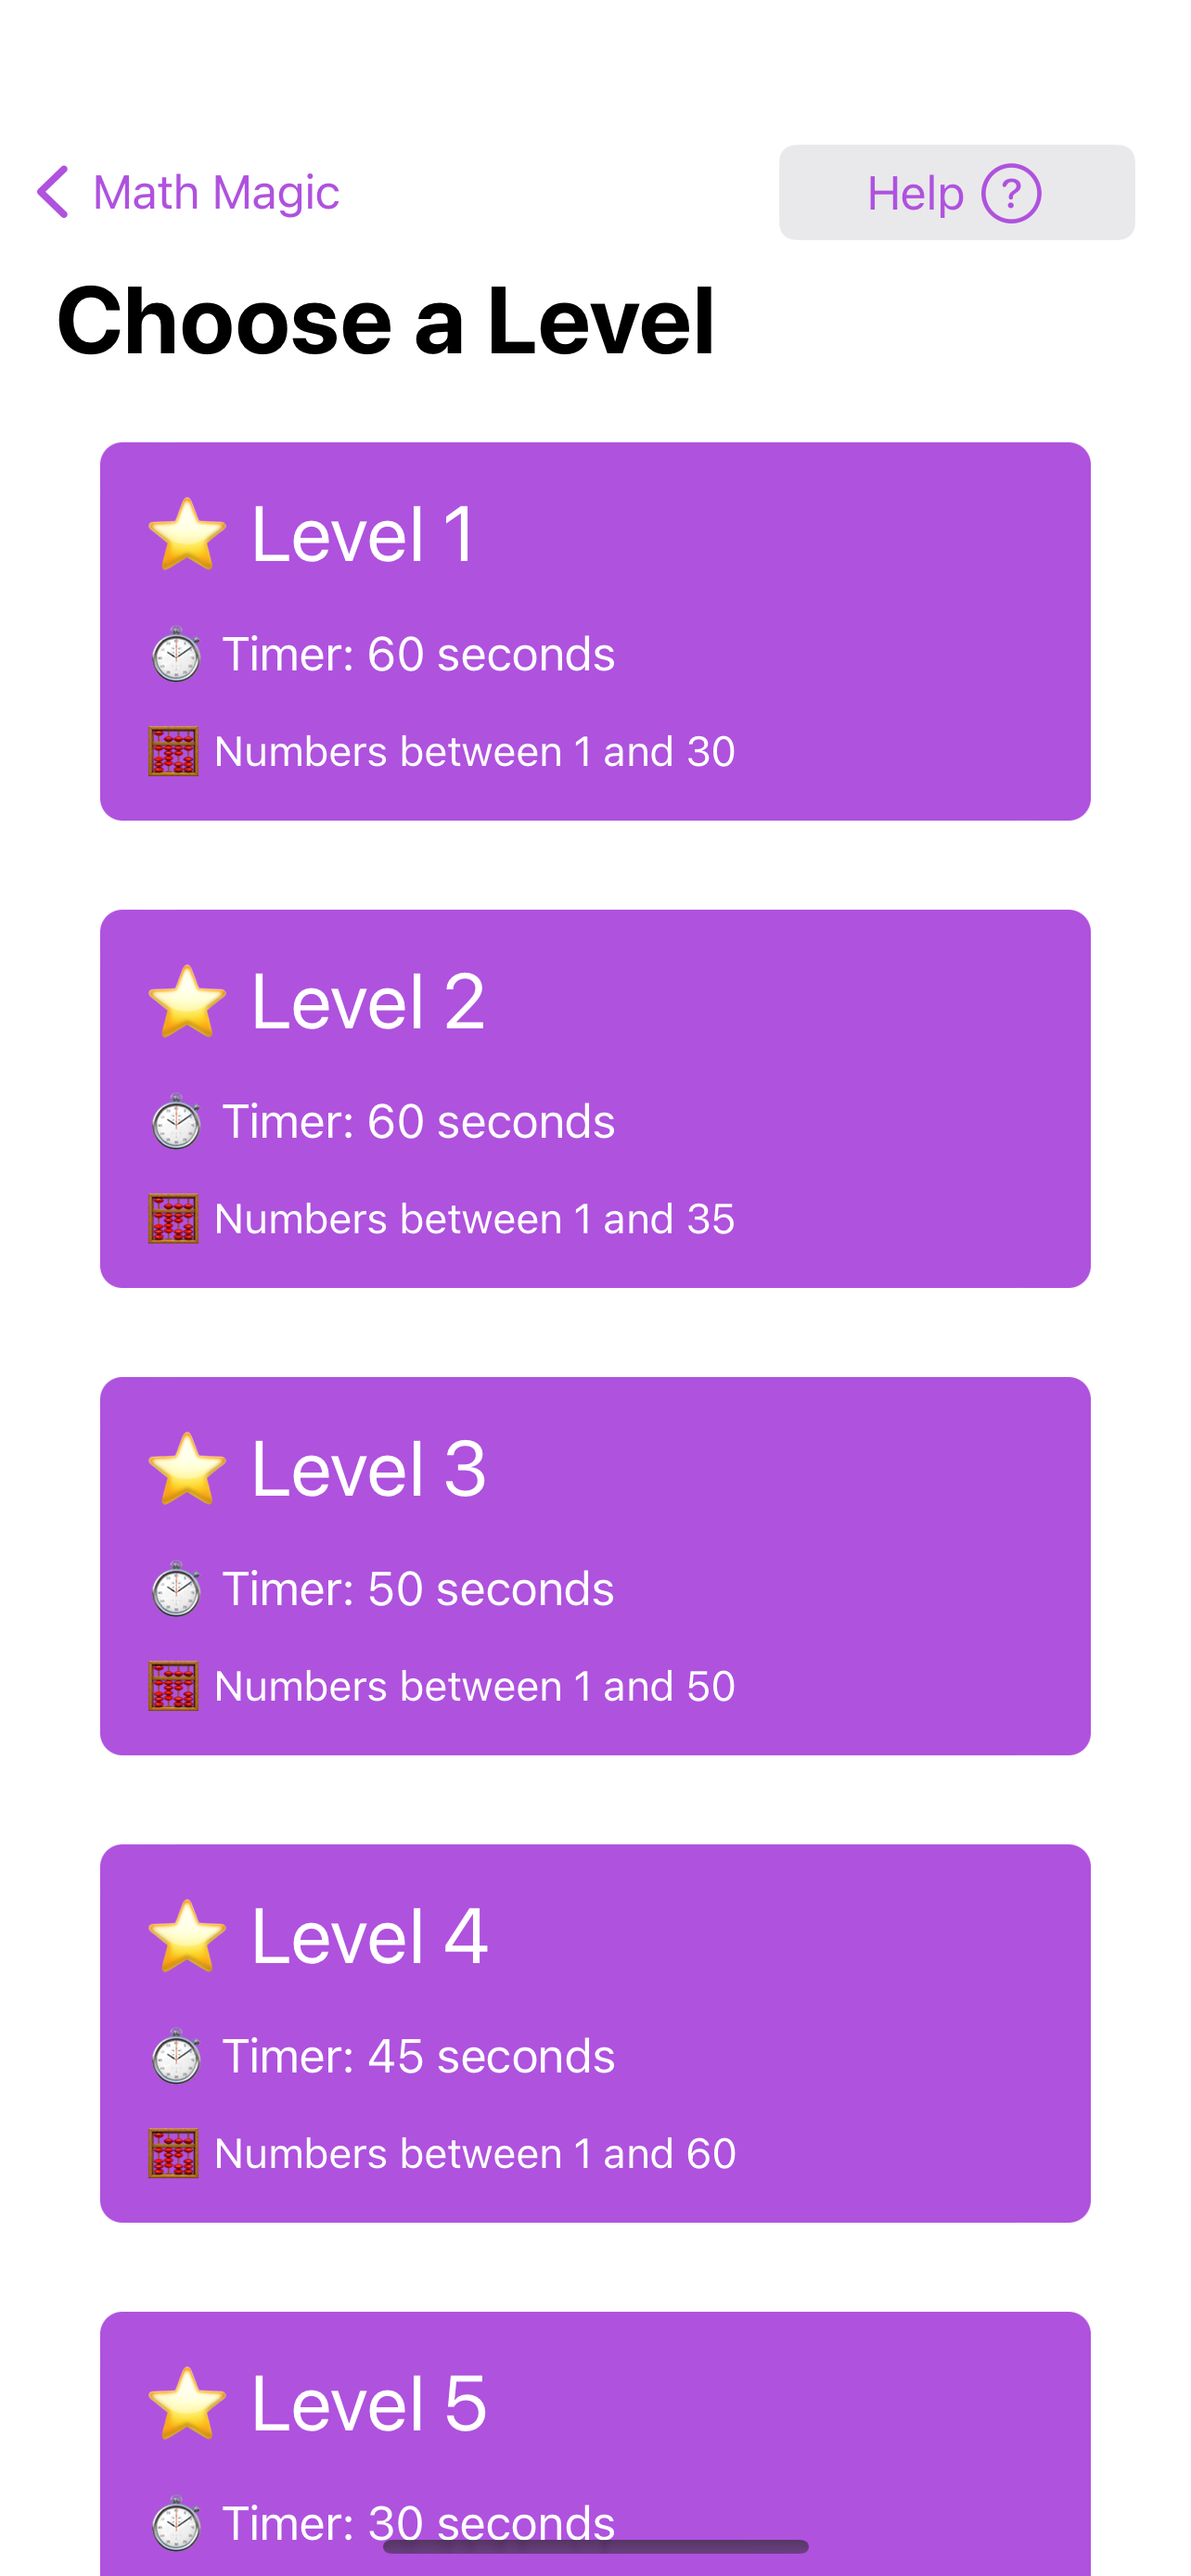 Math Magic
Help ?
Choose a Level
Level 1
Timer: 60 seconds
Numbers between 1 and 30
Level 2
Timer: 60 seconds
Numbers between 1 and 35
Level 3
Timer: 50 seconds
Numbers between 1 and 50
Level 4
Timer: 45 seconds
Numbers between 1 and 60
Level 5
Timer: 30 seconds